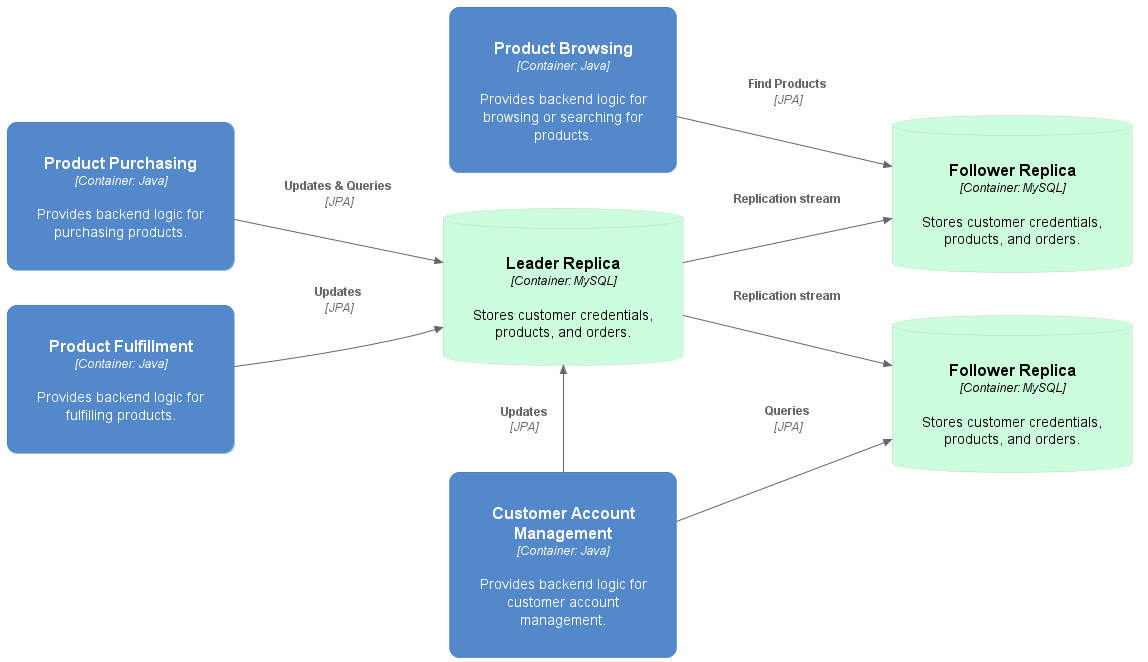 Product Browsing
[Container: Java]
Provides backend logic for
browsing or searching for
products.
Find Products
[JPA]
Product Purchasing
[Container: Java]
Provides backend logic for
purchasing products.
Updates & Queries
[JPA]
Follower Replica
[Container: MySQL]
Stores customer credentials,
products, and orders.
Replication stream
Leader Replica
[Container: MySQL]
Stores customer credentials,
products, and orders.
Updates
[JPA]
Replication stream
Product Fulfillment
[Container: Java]
Provides backend logic for
fulfilling products.
Follower Replica
[Container: MySQL]
Stores customer credentials,
products, and orders.
Updates
[JPA]
Queries
[JPA]
Customer Account
Management
[Container: Java]
Provides backend logic for
customer account
management.